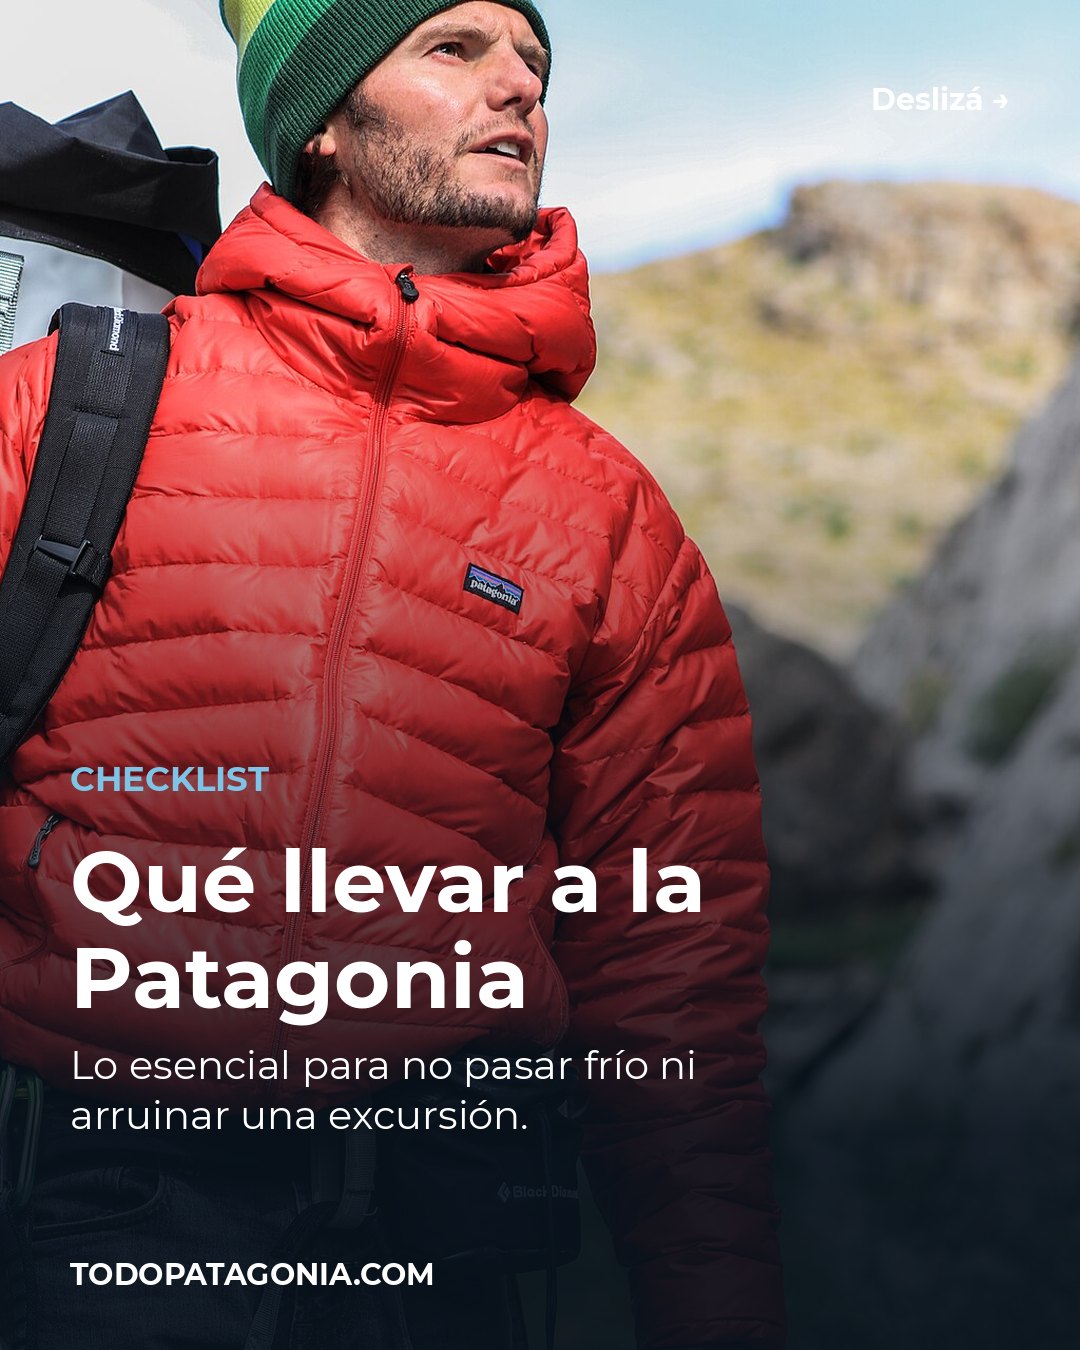 Deslizá →
patagonia
CHECKLIST
Qué llevar a la
Patagonia
Lo esencial para no pasar frío ni
arruinar una excursión.
TODOPATAGONIA.COM